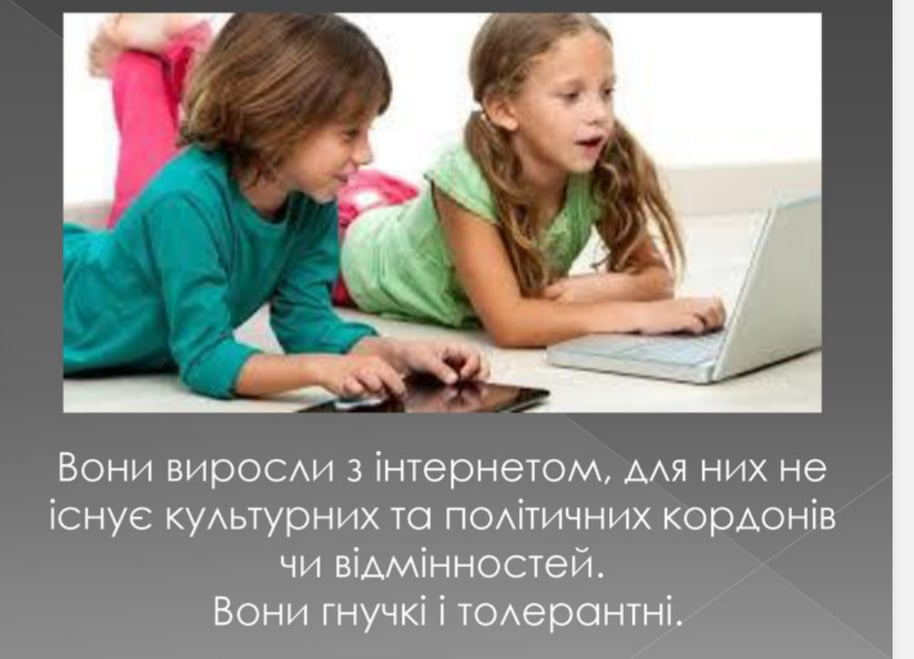 Вони виросли з інтернетом, для них не
існує культурних та політичних кордонів
чи відмінностей.
Вони гнучкі і толерантні.